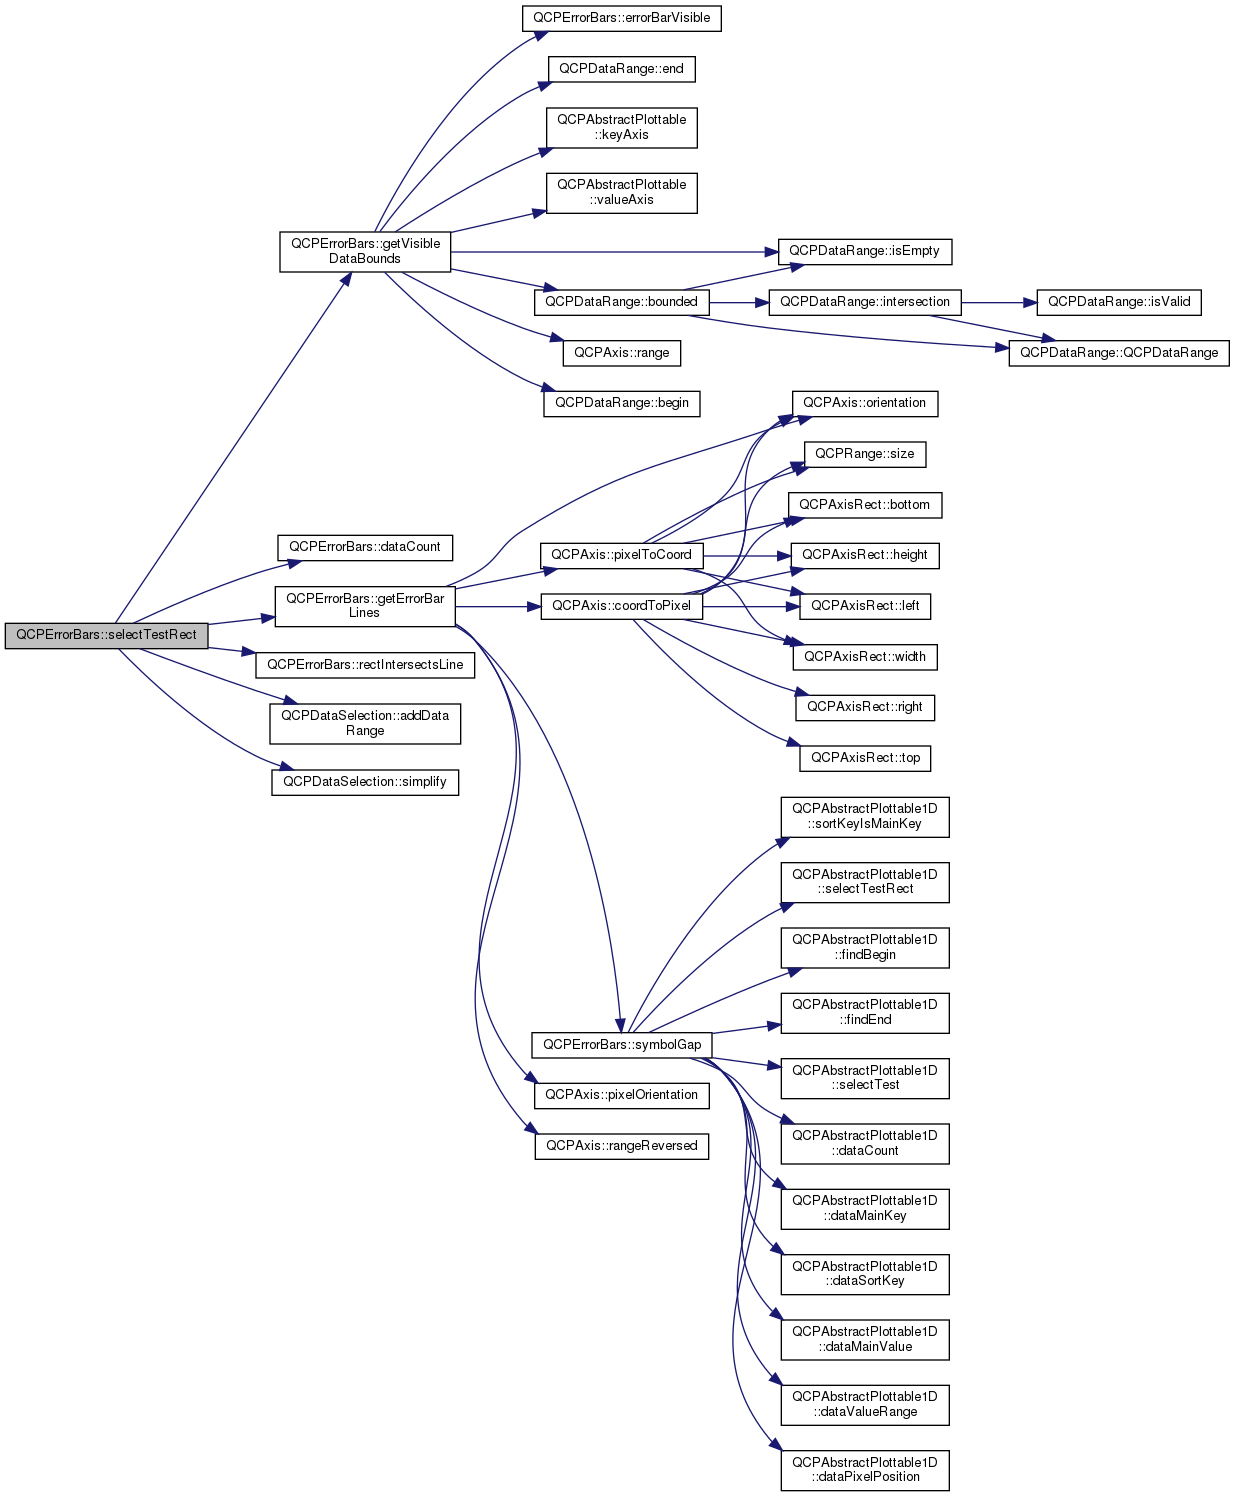 QCPErrorBars::selectTestRect
QCPErrorBars::getVisible
DataBounds
QCPErrorBars::dataCount
QCPErrorBars::getErrorBar
Lines
QCPErrorBars::rectIntersectsLine
QCPDataSelection::addData
Range
QCPDataSelection::simplify
QCPErrorBars::errorBarVisible
QCPDataRange::end
QCPAbstractPlottable
::keyAxis
QCPAbstractPlottable
::valueAxis
QCPDataRange::bounded
QCPAxis::range
QCPDataRange::begin
QCPAxis::pixelToCoord
QCPAxis::coordToPixel
QCPErrorBars::symbolGap
QCPAxis::pixelOrientation
QCPAxis::rangeReversed
QCPDataRange::isEmpty
QCPDataRange::intersection
QCPAxis::orientation
QCPRange::size
QCPAxisRect::bottom
QCPAxisRect::height
QCPAxisRect::left
QCPAxisRect::width
QCPAxisRect::right
QCPAxisRect::top
QCPAbstractPlottable1D
::sortKeyIsMainKey
QCPAbstractPlottable1D
::selectTestRect
QCPAbstractPlottable1D
::findBegin
QCPAbstractPlottable1D
::findEnd
QCPAbstractPlottable1D
::selectTest
QCPAbstractPlottable1D
::dataCount
QCPAbstractPlottable1D
::dataMainKey
QCPAbstractPlottable1D
::dataSortKey
QCPAbstractPlottable1D
::dataMainValue
QCPAbstractPlottable1D
::dataValueRange
QCPAbstractPlottable1D
::dataPixelPosition
QCPDataRange::isValid
QCPDataRange::QCPDataRange